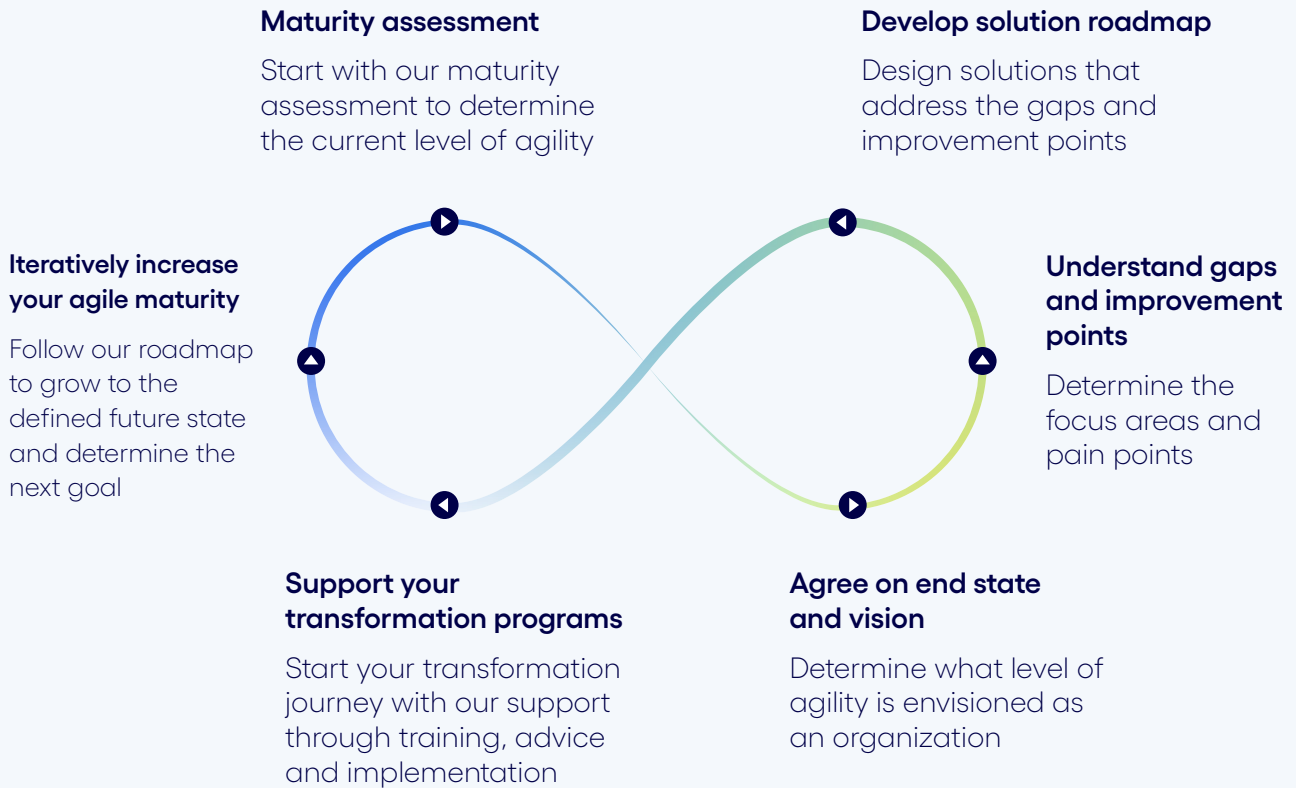 Maturity assessment
Start with our maturity
assessment to determine
the current level of agility
Develop solution roadmap
Design solutions that
address the gaps and
improvement points
Iteratively increase
your agile maturity
Follow our roadmap
to grow to the
defined future state
and determine the
next goal
Understand gaps
and improvement
points
Determine the
focus areas and
pain points
Support your
transformation programs
Start your transformation
journey with our support
through training, advice
and implementation
Agree on end state
and vision
Determine what level of
agility is envisioned as
an organization